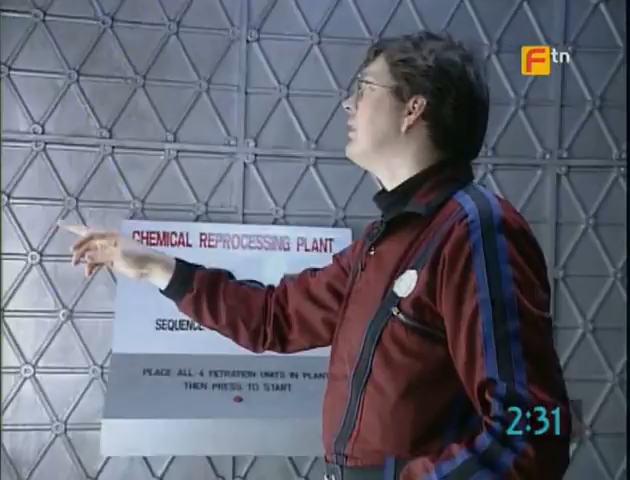 Ftn
CHEMICAL REPROCESSING PLANT
SEQUENCE
PLACE ALL 4 FILTRATION UNITS IN PLANT
THEN PRESS TO START
2:31